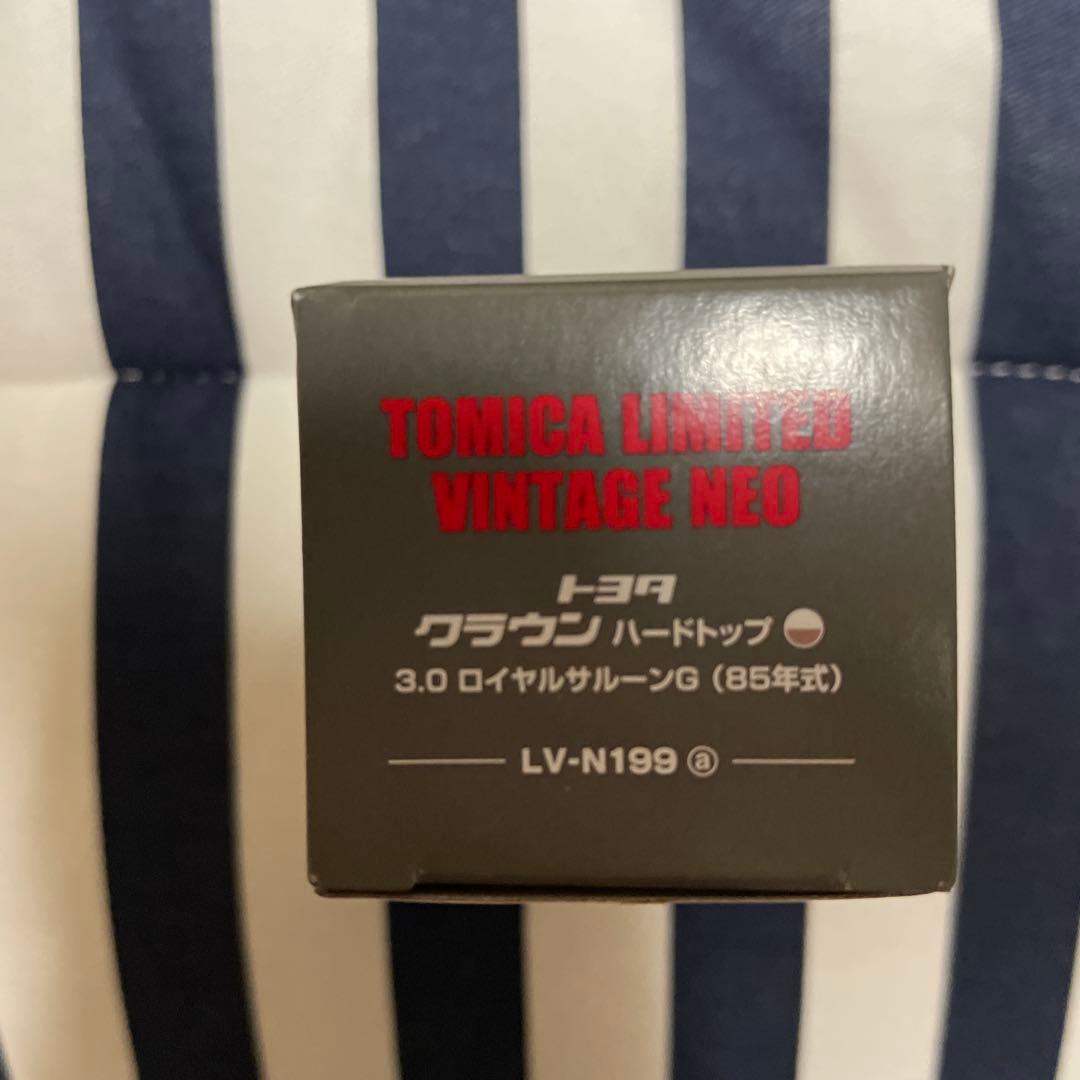 TOMICA LIMITED
VINTAGE NEO
トヨタ
クラウン ハードトップ
3.0 ロイヤルサルーンG（85年式）
LV-N199 ⓐ